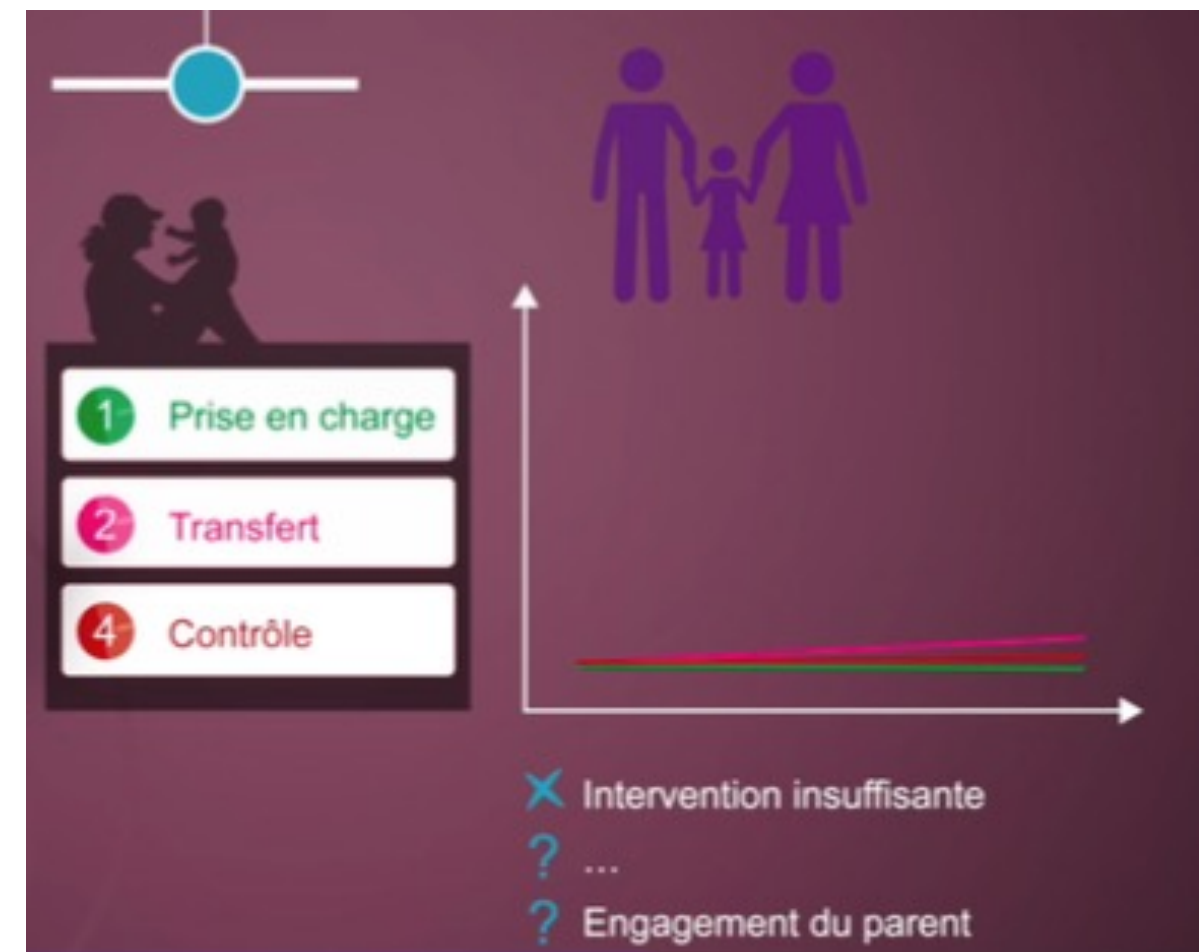 1 Prise en charge
2 Transfert
4 Contrôle
Intervention insuffisante
? ...
? Engagement du parent